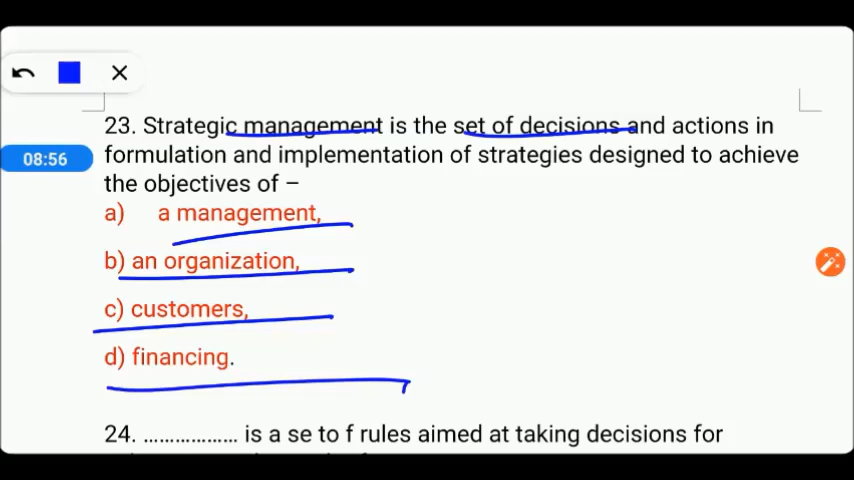 23. Strategic management is the set of decisions and actions in
08:56
formulation and implementation of strategies designed to achieve
the objectives of –
a) a management,
b) an organization,
c) customers,
d) financing.
24. .................. is a se to f rules aimed at taking decisions for